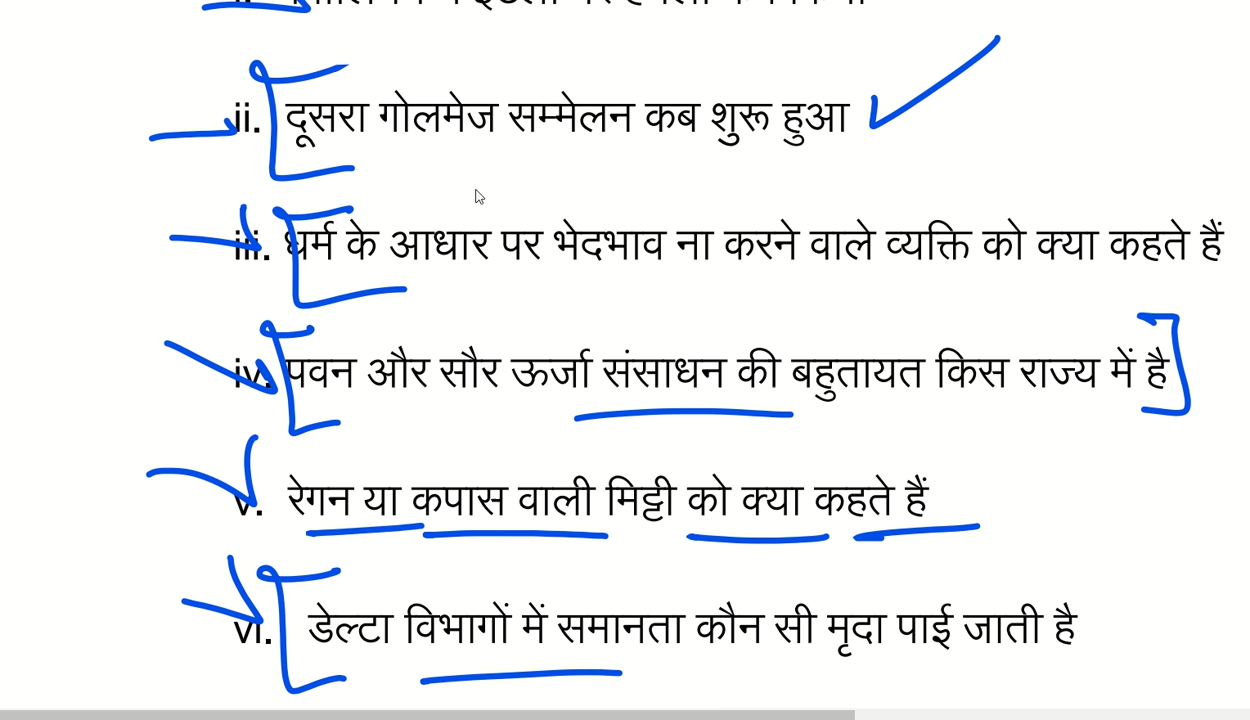 ii. दूसरा गोलमेज सम्मेलन कब शुरू हुआ
iii. धर्म के आधार पर भेदभाव ना करने वाले व्यक्ति को क्या कहते हैं
iv. पवन और सौर ऊर्जा संसाधन की बहुतायत किस राज्य में है
v. रेगन या कपास वाली मिट्टी को क्या कहते हैं
vi. डेल्टा विभागों में समानता कौन सी मृदा पाई जाती है